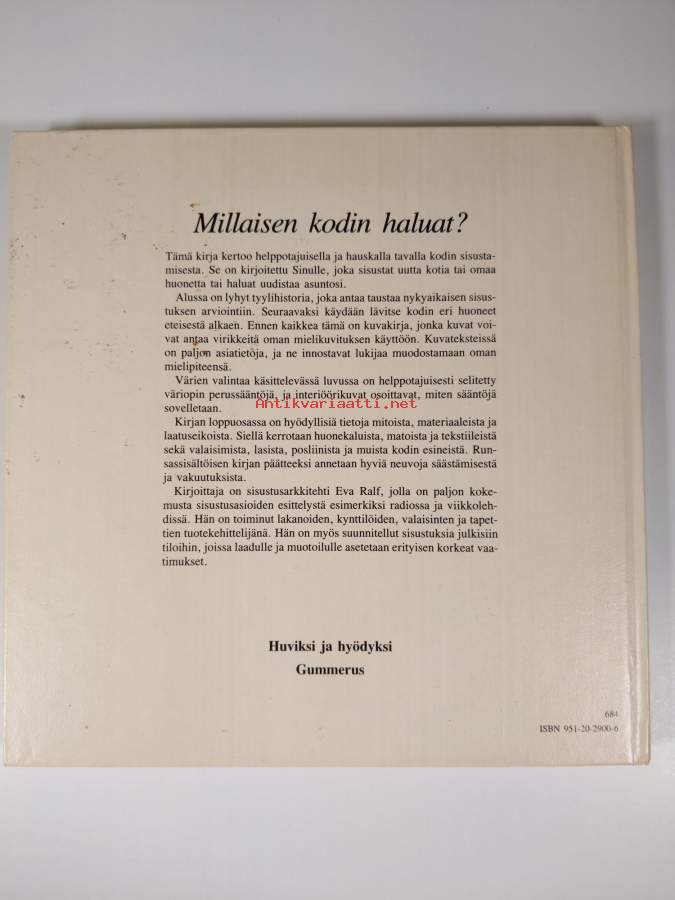 Millaisen kodin haluat?
Tämä kirja kertoo helppotajuisella ja hauskalla tavalla kodin sisusta-
misesta. Se on kirjoitettu Sinulle, joka sisustat uutta kotia tai omaa
huonetta tai haluat uudistaa asuntosi.
Alussa on lyhyt tyylihistoria, joka antaa taustaa nykyaikaisen sisus-
tuksen arviointiin. Seuraavaksi käydään lävitse kodin eri huoneet
eteisestä alkaen. Ennen kaikkea tämä on kuvakirja, jonka kuvat voi-
vat antaa virikkeitä oman mielikuvituksen käyttöön. Kuvateksteissä
on paljon asiatietoja, ja ne innostavat lukijaa muodostamaan oman
mielipiteensä.
Värien valintaa käsittelevässä luvussa on helppotajuisesti selitetty
väriopin perussääntöjä, ja interiöörikuvat osoittavat, miten sääntöjä
sovelletaan.
Antikvariaatti.net
Kirjan loppuosassa on hyödyllisiä tietoja mitoista, materiaaleista ja
laatuseikoista. Siellä kerrotaan huonekaluista, matoista ja tekstiileistä
sekä valaisimista, lasista, posliinista ja muista kodin esineistä. Run-
sassisältöisen kirjan päätteeksi annetaan hyviä neuvoja säästämisestä
ja vakuutuksista.
Kirjoittaja on sisustusarkkitehti Eva Ralf, jolla on paljon koke-
musta sisustusasioiden esittelystä esimerkiksi radiossa ja viikkoleh-
dissä. Hän on toiminut lakanoiden, kynttilöiden, valaisinten ja tapet-
tien tuotekehittelijänä. Hän on myös suunnitellut sisustuksia julkisiin
tiloihin, joissa laadulle ja muotoilulle asetetaan erityisen korkeat vaa-
timukset.
Huviksi ja hyödyksi
Gummerus
684
ISBN 951-20-2900-6